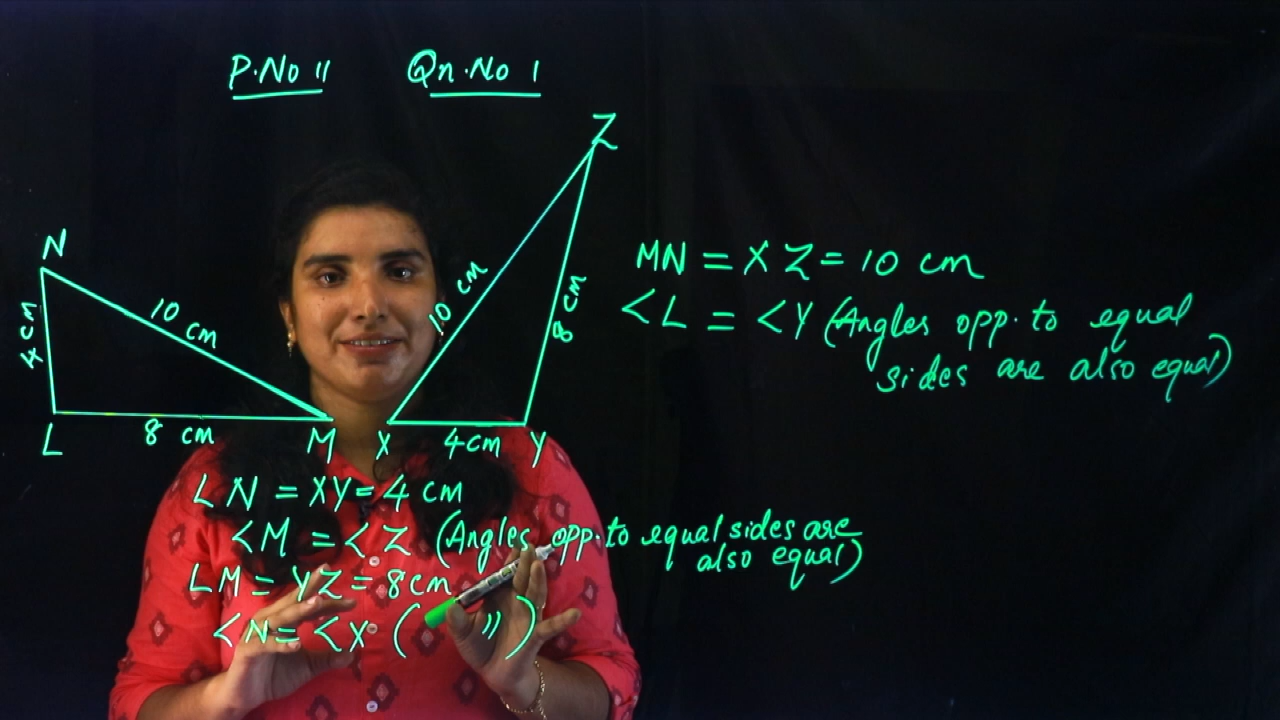 P.No 11 Qn.No 1
Z
N
4 cm
10 cm
10 cm
8 cm
L
8 cm
M
X
4cm
Y
LN = XY = 4 cm
<M = <Z (Angles opp. to equal sides are
also equal)
LM = YZ = 8cm
<N = <X ( " )
MN = XZ = 10 cm
<L = <Y (Angles opp. to equal
sides are also equal)